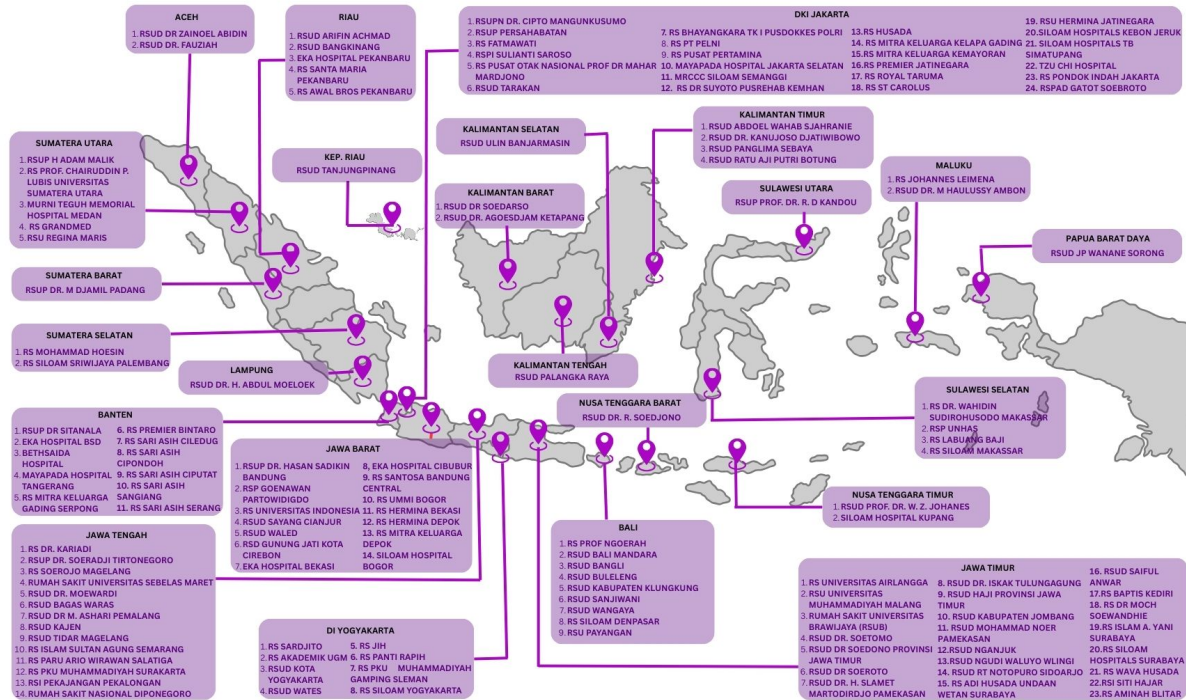 ACEH
1. RSUD DR ZAINOEL ABIDIN
2. RSUD DR. FAUZIAH
RIAU
1. RSUD ARIFIN ACHMAD
2. RSUD BANGKINANG
3. EKA HOSPITAL PEKANBARU
4. RS SANTA MARIA
PEKANBARU
5. RS AWAL BROS PEKANBARU
DKI JAKARTA
1. RSUPN DR. CIPTO MANGUNKUSUMO
2. RSUP PERSAHABATAN
3. RS FATMAWATI
4. RSPI SULIANTI SAROSO
5. RS PUSAT OTAK NASIONAL PROF DR MAHAR
MARDJONO
6. RSUD TARAKAN
7. RS BHAYANGKARA TK I PUSDOKKES POLRI
8. RS PT PELNI
9. RS PUSAT PERTAMINA
10. MAYAPADA HOSPITAL JAKARTA SELATAN
11. MRCCC SILOAM SEMANGGI
12. RS DR SUYOTO PUSREHAB KEMHAN
13. RS HUSADA
14. RS MITRA KELUARGA KELAPA GADING
15. RS MITRA KELUARGA KEMAYORAN
16. RS PREMIER JATINEGARA
17. RS ROYAL TARUMA
18. RS ST CAROLUS
19. RSU HERMINA JATINEGARA
20. SILOAM HOSPITALS KEBON JERUK
21. SILOAM HOSPITALS TB
SIMATUPANG
22. TZU CHI HOSPITAL
23. RS PONDOK INDAH JAKARTA
24. RSPAD GATOT SOEBROTO
SUMATERA UTARA
1. RSUP H ADAM MALIK
2. RS PROF. CHAIRUDDIN P.
LUBIS UNIVERSITAS
SUMATERA UTARA
3. MURNI TEGUH MEMORIAL
HOSPITAL MEDAN
4. RS GRANDMED
5. RSU REGINA MARIS
KEP. RIAU
RSUD TANJUNGPINANG
KALIMANTAN SELATAN
RSUD ULIN BANJARMASIN
KALIMANTAN TIMUR
1. RSUD ABDOEL WAHAB SJAHRANIE
2. RSUD DR. KANUJOSO DJATIWIBOWO
3. RSUD PANGLIMA SEBAYA
4. RSUD RATU AJI PUTRI BOTUNG
KALIMANTAN BARAT
1. RSUD DR SOEDARSO
2. RSUD DR. AGOESDJAM KETAPANG
SULAWESI UTARA
RSUP PROF. DR. R. D KANDOU
MALUKU
1. RS JOHANNES LEIMENA
2. RSUD DR. M HAULUSSY AMBON
PAPUA BARAT DAYA
RSUD JP WANANE SORONG
SUMATERA BARAT
RSUP DR. M DJAMIL PADANG
SUMATERA SELATAN
1. RS MOHAMMAD HOESIN
2. RS SILOAM SRIWIJAYA PALEMBANG
LAMPUNG
RSUD DR. H. ABDUL MOELOEK
KALIMANTAN TENGAH
RSUD PALANGKA RAYA
NUSA TENGGARA BARAT
RSUD DR. R. SOEDJONO
SULAWESI SELATAN
1. RS DR. WAHIDIN
SUDIROHUSODO MAKASSAR
2. RSP UNHAS
3. RS LABUANG BAJI
4. RS SILOAM MAKASSAR
BANTEN
1. RSUP DR SITANALA
2. EKA HOSPITAL BSD
3. BETHSAIDA
HOSPITAL
4. MAYAPADA HOSPITAL
TANGERANG
5. RS MITRA KELUARGA
GADING SERPONG
6. RS PREMIER BINTARO
7. RS SARI ASIH CILEDUG
8. RS SARI ASIH
CIPONDOH
9. RS SARI ASIH CIPUTAT
10. RS SARI ASIH
SANGIANG
11. RS SARI ASIH SERANG
JAWA BARAT
1. RSUP DR. HASAN SADIKIN
BANDUNG
2. RSP GOENAWAN
PARTOWIDIGDO
3. RS UNIVERSITAS INDONESIA
4. RSUD SAYANG CIANJUR
5. RSUD WALED
6. RSD GUNUNG JATI KOTA
CIREBON
7. EKA HOSPITAL BEKASI
8, EKA HOSPITAL CIBUBUR
9. RS SANTOSA BANDUNG
CENTRAL
10. RS UMMI BOGOR
11. RS HERMINA BEKASI
12. RS HERMINA DEPOK
13. RS MITRA KELUARGA
DEPOK
14. SILOAM HOSPITAL
BOGOR
NUSA TENGGARA TIMUR
1. RSUD PROF. DR. W. Z. JOHANES
2. SILOAM HOSPITAL KUPANG
JAWA TENGAH
1. RS DR. KARIADI
2. RSUP DR. SOERADJI TIRTONEGORO
3. RS SOEROJO MAGELANG
4. RUMAH SAKIT UNIVERSITAS SEBELAS MARET
5. RSUD DR. MOEWARDI
6. RSUD BAGAS WARAS
7. RSUD DR M. ASHARI PEMALANG
8. RSUD KAJEN
9. RSUD TIDAR MAGELANG
10. RS ISLAM SULTAN AGUNG SEMARANG
11. RS PARU ARIO WIRAWAN SALATIGA
12. RS PKU MUHAMMADIYAH SURAKARTA
13. RSI PEKAJANGAN PEKALONGAN
14. RUMAH SAKIT NASIONAL DIPONEGORO
DI YOGYAKARTA
1. RS SARDJITO
2. RS AKADEMIK UGM
3. RSUD KOTA
YOGYAKARTA
4. RSUD WATES
5. RS JIH
6. RS PANTI RAPIH
7. RS PKU MUHAMMADIYAH
GAMPING SLEMAN
8. RS SILOAM YOGYAKARTA
BALI
1. RS PROF NGOERAH
2. RSUD BALI MANDARA
3. RSUD BANGLI
4. RSUD BULELENG
5. RSUD KABUPATEN KLUNGKUNG
6. RSUD SANJIWANI
7. RSUD WANGAYA
8. RS SILOAM DENPASAR
9. RSU PAYANGAN
JAWA TIMUR
1. RS UNIVERSITAS AIRLANGGA
2. RSU UNIVERSITAS
MUHAMMADIYAH MALANG
3. RUMAH SAKIT UNIVERSITAS
BRAWIJAYA (RSUB)
4. RSUD DR. SOETOMO
5. RSUD DR SOEDONO PROVINSI
JAWA TIMUR
6. RSUD DR SOEROTO
7. RSUD DR. H. SLAMET
MARTODIRDJO PAMEKASAN
8. RSUD DR. ISKAK TULUNGAGUNG
9. RSUD HAJI PROVINSI JAWA
TIMUR
10. RSUD KABUPATEN JOMBANG
11. RSUD MOHAMMAD NOER
PAMEKASAN
12. RSUD NGANJUK
13. RSUD NGUDI WALUYO WLINGI
14. RSUD RT NOTOPURO SIDOARJO
15. RS ADI HUSADA UNDAAN
WETAN SURABAYA
16. RSUD SAIFUL
ANWAR
17. RS BAPTIS KEDIRI
18. RS DR MOCH
SOEWANDHIE
19. RS ISLAM A. YANI
SURABAYA
20. RS SILOAM
HOSPITALS SURABAYA
21. RS WAVA HUSADA
22. RSI SITI HAJAR
23. RS AMINAH BLITAR